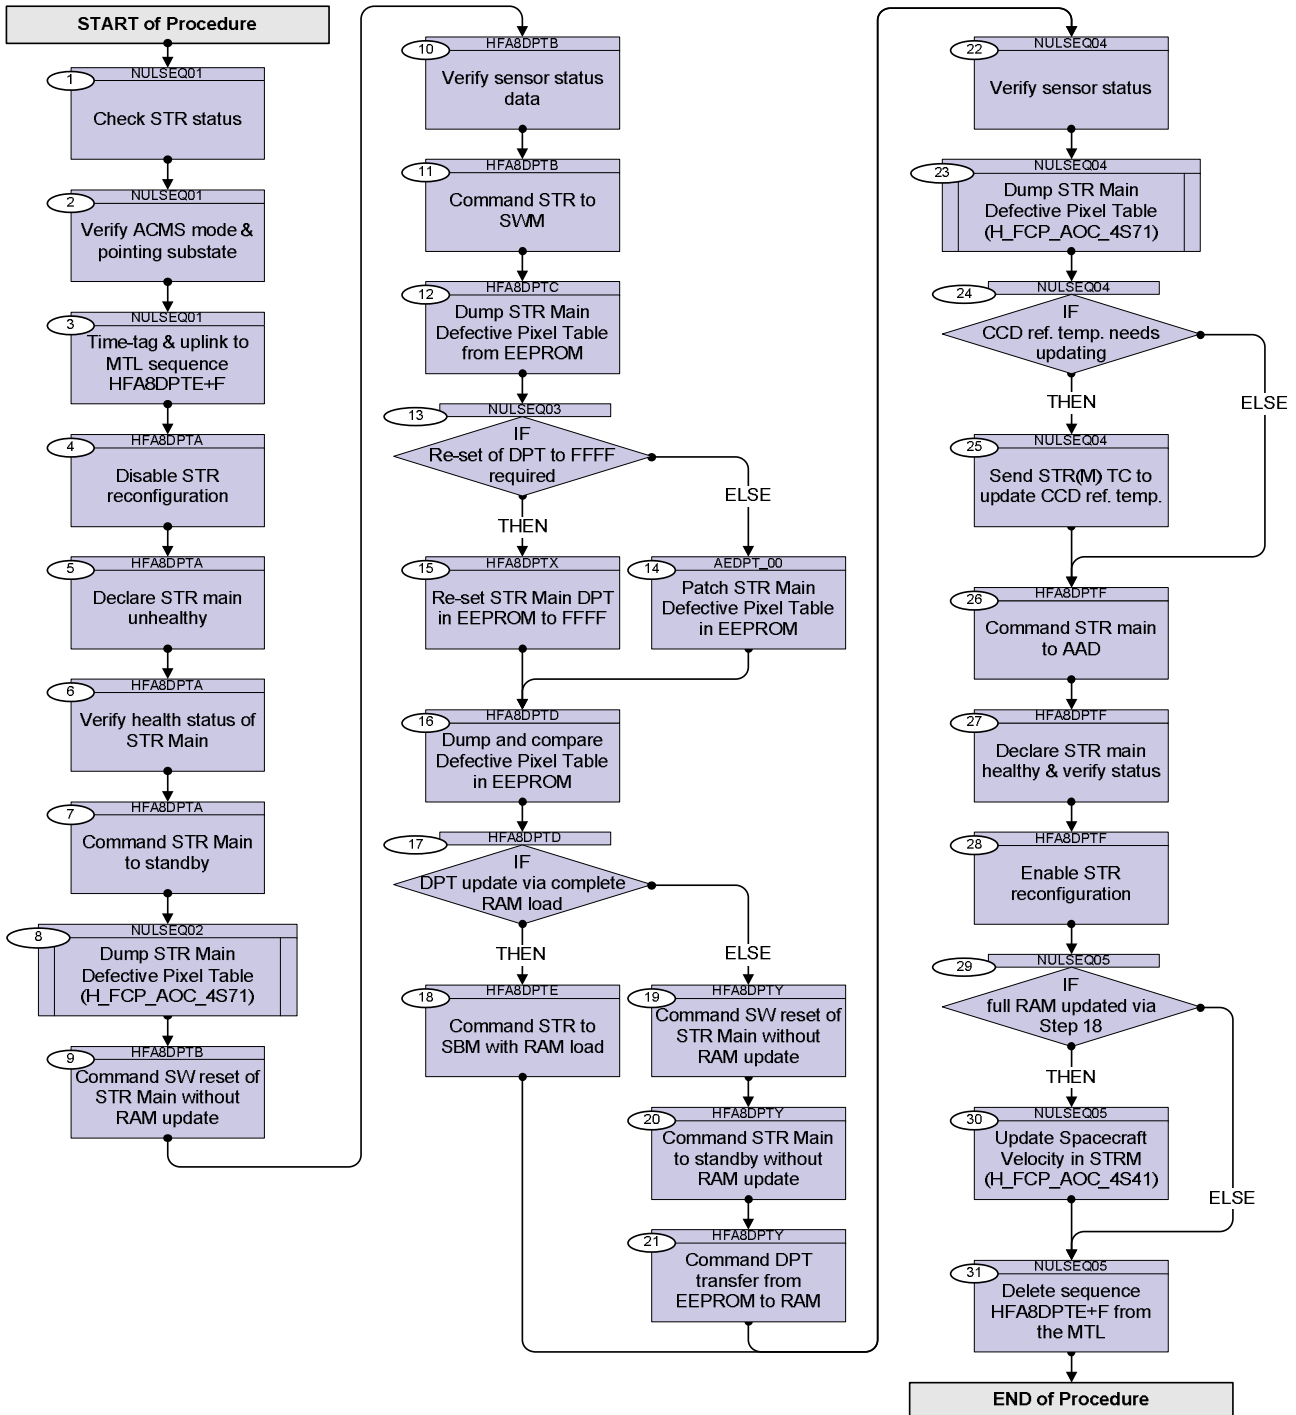 START of Procedure
1
NULSEQ01
Check STR status
2
NULSEQ01
Verify ACMS mode &
pointing substate
3
NULSEQ01
Time-tag & uplink to
MTL sequence
HFA8DPTE+F
4
HFA8DPTA
Disable STR
reconfiguration
5
HFA8DPTA
Declare STR main
unhealthy
6
HFA8DPTA
Verify health status of
STR Main
7
HFA8DPTA
Command STR Main
to standby
8
NULSEQ02
Dump STR Main
Defective Pixel Table
(H_FCP_AOC_4S71)
9
HFA8DPTB
Command SW reset of
STR Main without
RAM update
10
HFA8DPTB
Verify sensor status
data
11
HFA8DPTB
Command STR to
SWM
12
HFA8DPTC
Dump STR Main
Defective Pixel Table
from EEPROM
13
NULSEQ03
IF
Re-set of DPT to FFFF
required
ELSE
THEN
15
HFA8DPTX
Re-set STR Main DPT
in EEPROM to FFFF
14
AEDPT_00
Patch STR Main
Defective Pixel Table
in EEPROM
16
HFA8DPTD
Dump and compare
Defective Pixel Table
in EEPROM
17
HFA8DPTD
IF
DPT update via complete
RAM load
THEN
ELSE
18
HFA8DPTE
Command STR to
SBM with RAM load
19
HFA8DPTY
Command SW reset of
STR Main without
RAM update
20
HFA8DPTY
Command STR Main
to standby without
RAM update
21
HFA8DPTY
Command DPT
transfer from
EEPROM to RAM
22
NULSEQ04
Verify sensor status
23
NULSEQ04
Dump STR Main
Defective Pixel Table
(H_FCP_AOC_4S71)
24
NULSEQ04
IF
CCD ref. temp. needs
updating
THEN
ELSE
25
NULSEQ04
Send STR(M) TC to
update CCD ref. temp.
26
HFA8DPTF
Command STR main
to AAD
27
HFA8DPTF
Declare STR main
healthy & verify status
28
HFA8DPTF
Enable STR
reconfiguration
29
NULSEQ05
IF
full RAM updated via
Step 18
THEN
30
NULSEQ05
Update Spacecraft
Velocity in STRM
(H_FCP_AOC_4S41)
ELSE
31
NULSEQ05
Delete sequence
HFA8DPTE+F from
the MTL
END of Procedure